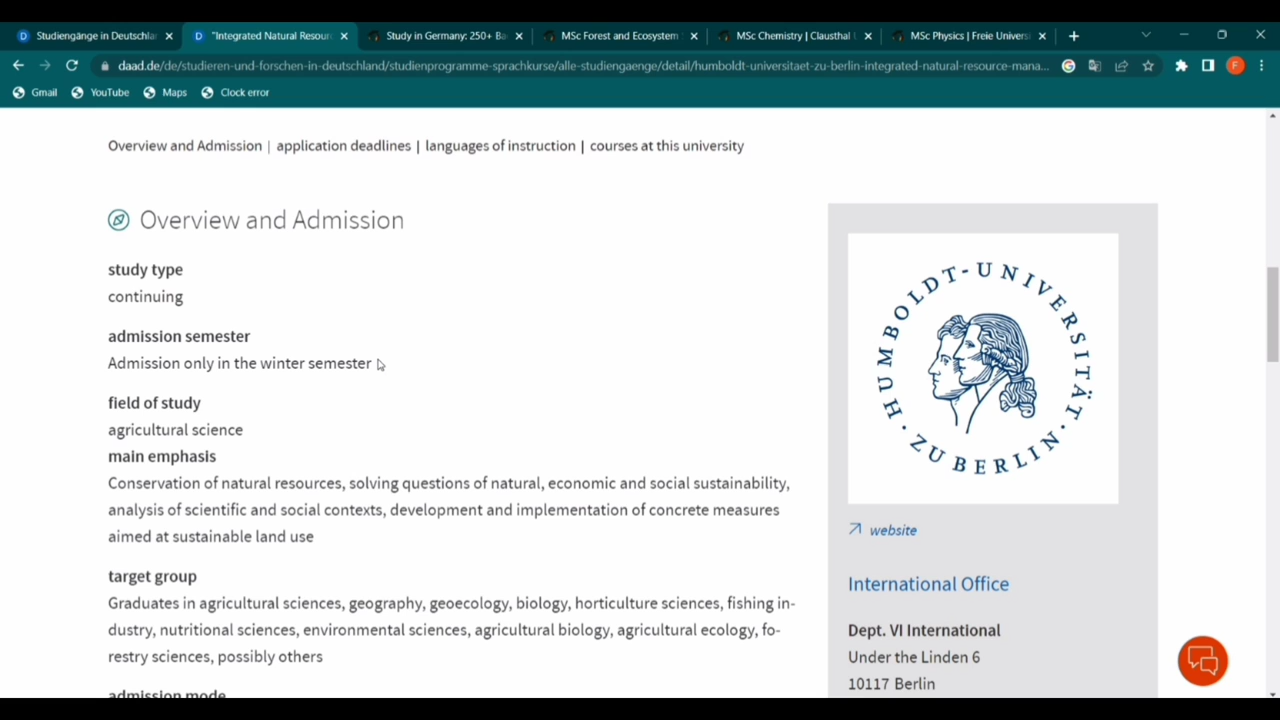 Studiengänge in Deutschlan
"Integrated Natural Resour
Study in Germany: 250+ Ba
MSc Forest and Ecosystem
MSc Chemistry | Clausthal
MSc Physics | Freie Univers
daad.de/de/studieren-und-forschen-in-deutschland/studienprogramme-sprachkurse/alle-studiengaenge/detail/humboldt-universitaet-zu-berlin-integrated-natural-resource-mana...
F
Gmail
YouTube
Maps
Clock error
Overview and Admission | application deadlines | languages of instruction | courses at this university
Overview and Admission
study type
continuing
admission semester
Admission only in the winter semester
field of study
agricultural science
main emphasis
Conservation of natural resources, solving questions of natural, economic and social sustainability,
analysis of scientific and social contexts, development and implementation of concrete measures
aimed at sustainable land use
target group
Graduates in agricultural sciences, geography, geoecology, biology, horticulture sciences, fishing in-
dustry, nutritional sciences, environmental sciences, agricultural biology, agricultural ecology, fo-
restry sciences, possibly others
admission mode
HUMBOLDT-UNIVERSITÄT
· ZU BERLIN ·
website
International Office
Dept. VI International
Under the Linden 6
10117 Berlin